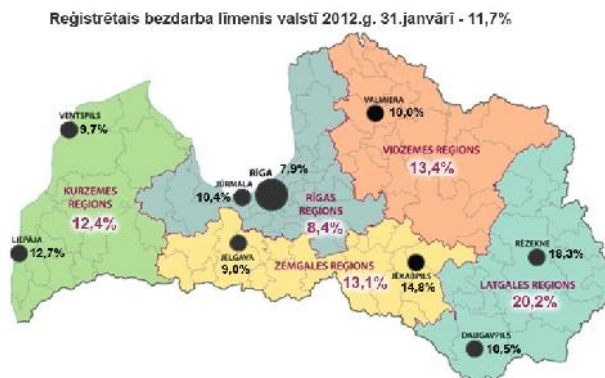 Reģistrētais bezdarba līmenis valstī 2012.g. 31.janvārī - 11,7%
VENTSPILS
9,7%
VALMIERA
10,0%
VIDZEMES REĢIONS
13,4%
RĪGA
7,9%
JŪRMALA
10,4%
KURZEMES
REĢIONS
12,4%
RĪGAS
REĢIONS
8,4%
LIEPĀJA
12,7%
JELGAVA
9,0%
ZEMGALES REĢIONS
13,1%
JĒKABPILS
14,8%
RĒZEKNE
18,3%
LATGALES REĢIONS
20,2%
DAUGAVPILS
10,5%